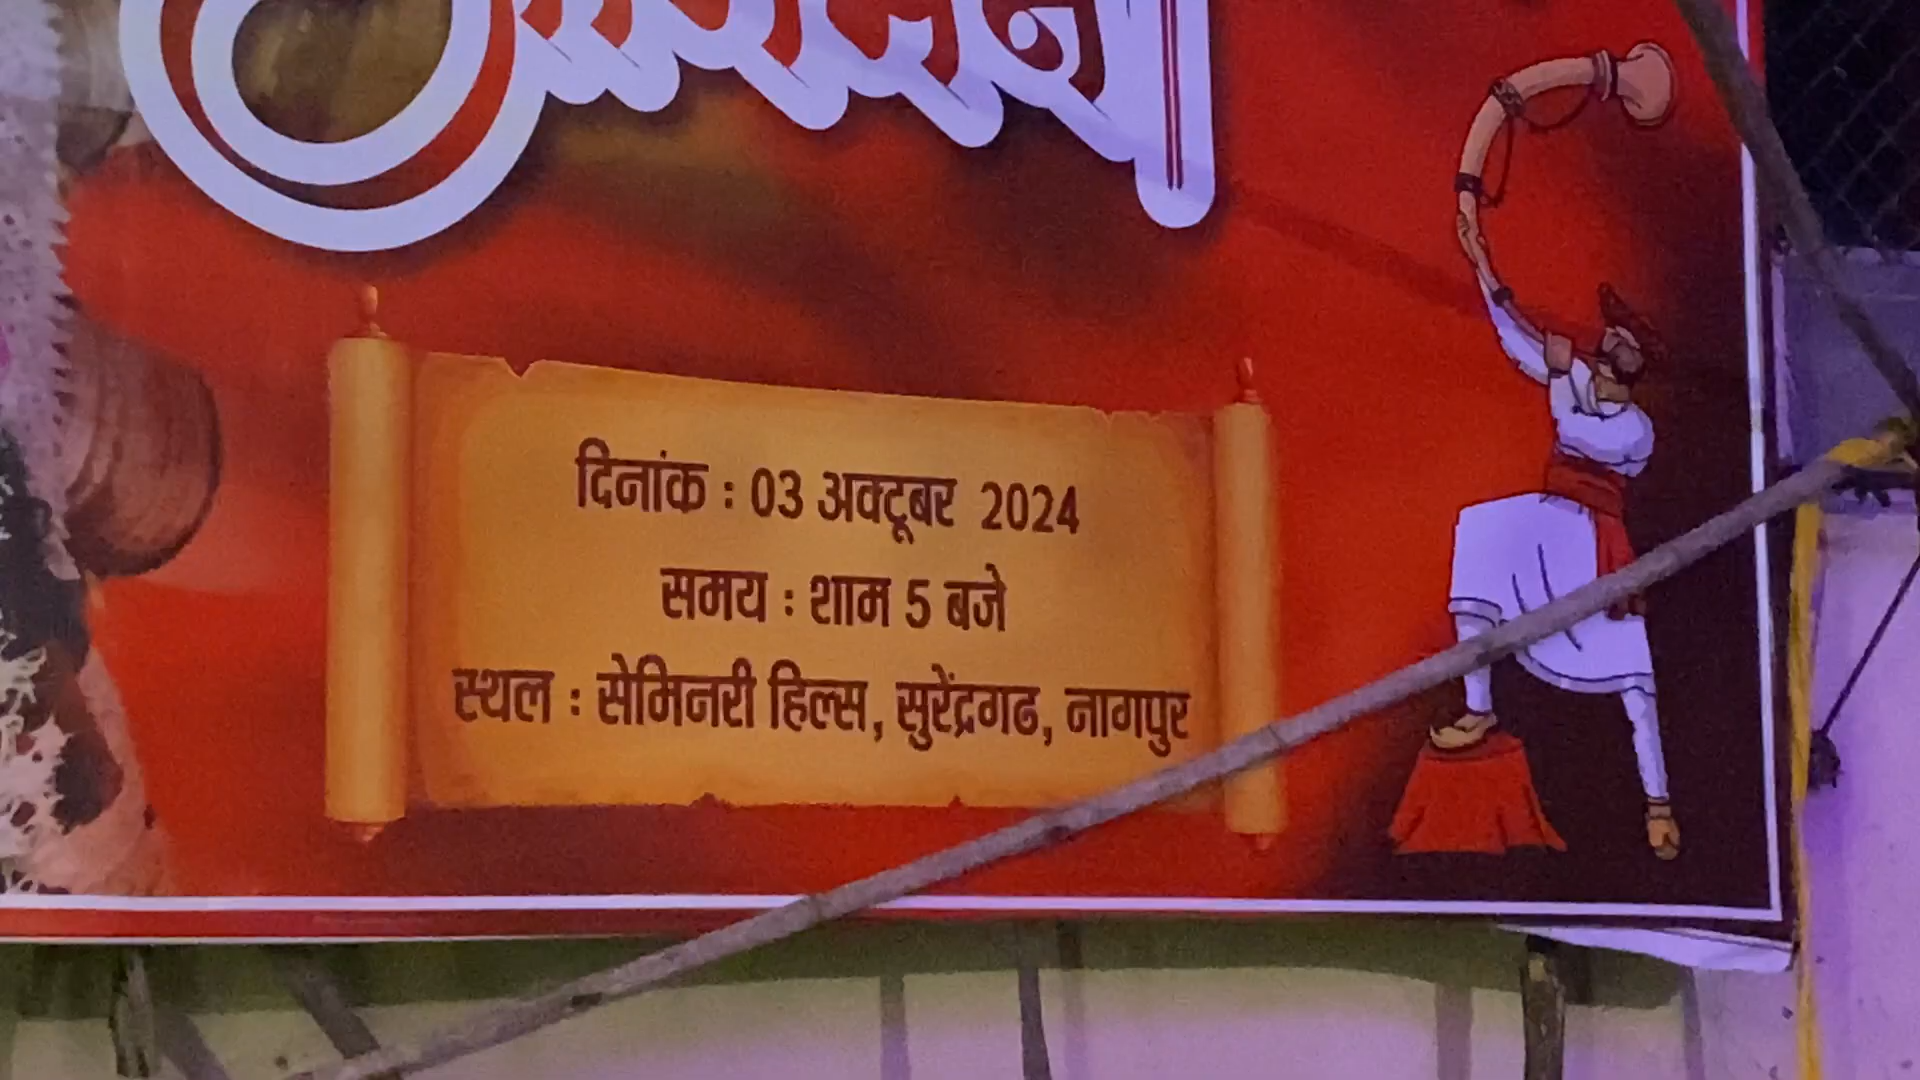 दिनांक : 03 अक्टूबर 2024
समय : शाम 5 बजे
स्थल : सेमिनरी हिल्स, सुरेंद्रगढ, नागपुर